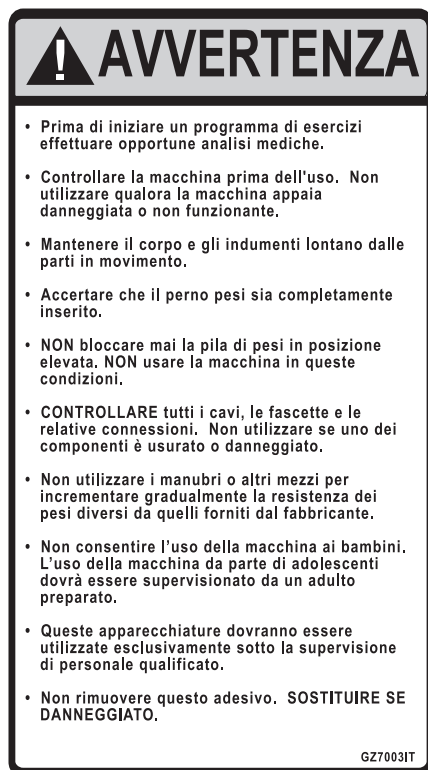 AVVERTENZA
• Prima di iniziare un programma di esercizi
effettuare opportune analisi mediche.
• Controllare la macchina prima dell'uso. Non
utilizzare qualora la macchina appaia
danneggiata o non funzionante.
• Mantenere il corpo e gli indumenti lontano dalle
parti in movimento.
• Accertare che il perno pesi sia completamente
inserito.
• NON bloccare mai la pila di pesi in posizione
elevata. NON usare la macchina in queste
condizioni.
• CONTROLLARE tutti i cavi, le fascette e le
relative connessioni. Non utilizzare se uno dei
componenti è usurato o danneggiato.
• Non utilizzare i manubri o altri mezzi per
incrementare gradualmente la resistenza dei
pesi diversi da quelli forniti dal fabbricante.
• Non consentire l'uso della macchina ai bambini.
L'uso della macchina da parte di adolescenti
dovrà essere supervisionato da un adulto
preparato.
• Queste apparecchiature dovranno essere
utilizzate esclusivamente sotto la supervisione
di personale qualificato.
• Non rimuovere questo adesivo. SOSTITUIRE SE
DANNEGGIATO.
GZ7003IT